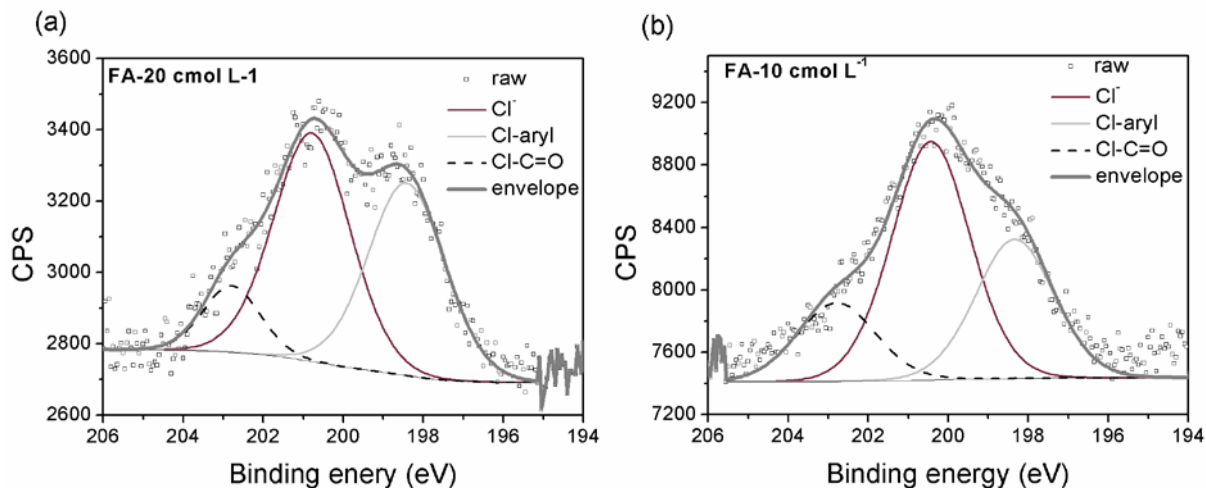 (a)
FA-20 cmol L-1
raw
Cl⁻
Cl-aryl
Cl-C=O
envelope
3600
3400
3200
3000
2800
2600
CPS
206 204 202 200 198 196 194
Binding enery (eV)
(b)
FA-10 cmol L⁻¹
raw
Cl⁻
Cl-aryl
Cl-C=O
envelope
9200
8800
8400
8000
7600
7200
CPS
206 204 202 200 198 196 194
Binding energy (eV)